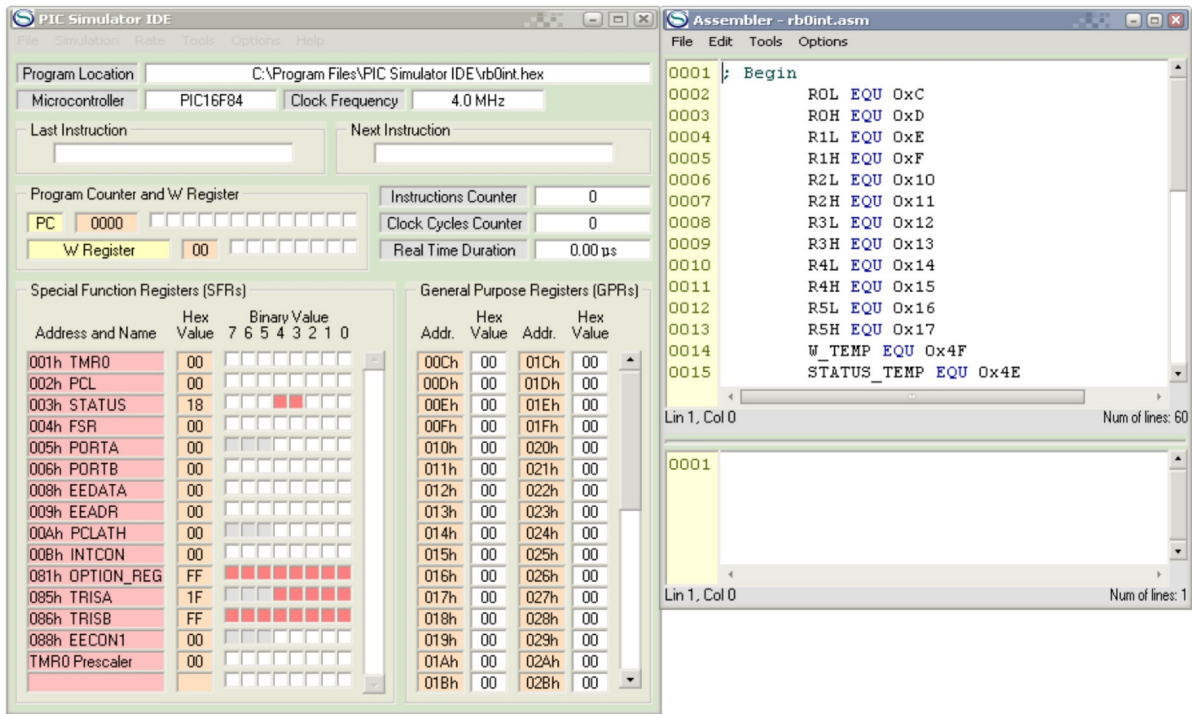 PIC Simulator IDE
File Simulation Rate Tools Options Help
Program Location C:\Program Files\PIC Simulator IDE\rb0int.hex
Microcontroller PIC16F84 Clock Frequency 4.0 MHz
Last Instruction Next Instruction
Program Counter and W Register
PC 0000
W Register 00
Instructions Counter 0
Clock Cycles Counter 0
Real Time Duration 0.00 µs
Special Function Registers (SFRs)
Address and Name Hex Value Binary Value 7 6 5 4 3 2 1 0
001h TMR0 00
002h PCL 00
003h STATUS 18
004h FSR 00
005h PORTA 00
006h PORTB 00
008h EEDATA 00
009h EEADR 00
00Ah PCLATH 00
00Bh INTCON 00
081h OPTION_REG FF
085h TRISA 1F
086h TRISB FF
088h EECON1 00
TMR0 Prescaler 00
General Purpose Registers (GPRs)
Addr. Hex Value Addr. Hex Value
00Ch 00 01Ch 00
00Dh 00 01Dh 00
00Eh 00 01Eh 00
00Fh 00 01Fh 00
010h 00 020h 00
011h 00 021h 00
012h 00 022h 00
013h 00 023h 00
014h 00 024h 00
015h 00 025h 00
016h 00 026h 00
017h 00 027h 00
018h 00 028h 00
019h 00 029h 00
01Ah 00 02Ah 00
01Bh 00 02Bh 00
Assembler - rb0int.asm
File Edit Tools Options
0001 ; Begin
0002 R0L EQU 0xC
0003 R0H EQU 0xD
0004 R1L EQU 0xE
0005 R1H EQU 0xF
0006 R2L EQU 0x10
0007 R2H EQU 0x11
0008 R3L EQU 0x12
0009 R3H EQU 0x13
0010 R4L EQU 0x14
0011 R4H EQU 0x15
0012 R5L EQU 0x16
0013 R5H EQU 0x17
0014 W_TEMP EQU 0x4F
0015 STATUS_TEMP EQU 0x4E
Lin 1, Col 0 Num of lines: 60
0001
Lin 1, Col 0 Num of lines: 1